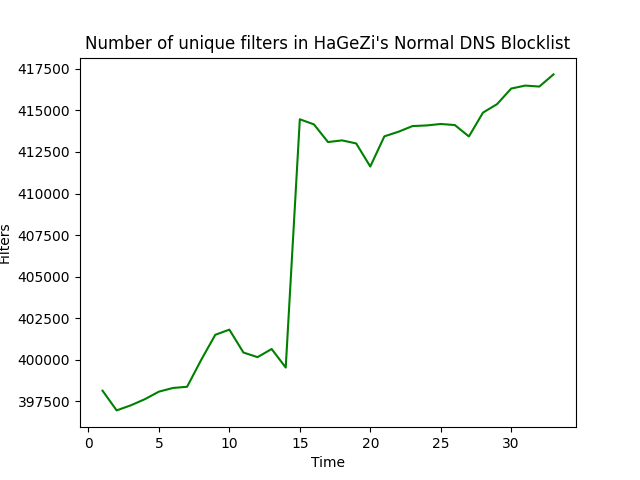 Number of unique filters in HaGeZi's Normal DNS Blocklist
417500
415000
412500
410000
407500
405000
402500
400000
397500
Filters
0 5 10 15 20 25 30
Time